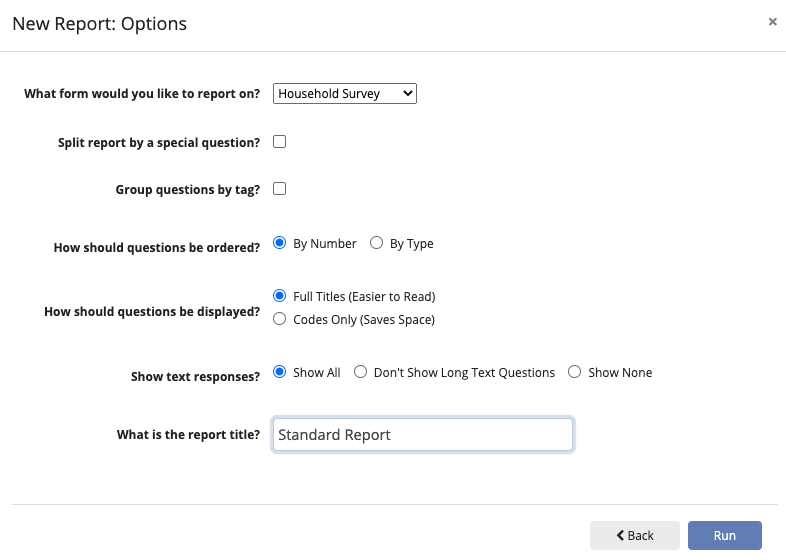 New Report: Options ×
What form would you like to report on? Household Survey
Split report by a special question?
Group questions by tag?
How should questions be ordered? By Number By Type
How should questions be displayed? Full Titles (Easier to Read)
Codes Only (Saves Space)
Show text responses? Show All Don't Show Long Text Questions Show None
What is the report title? Standard Report
Back Run